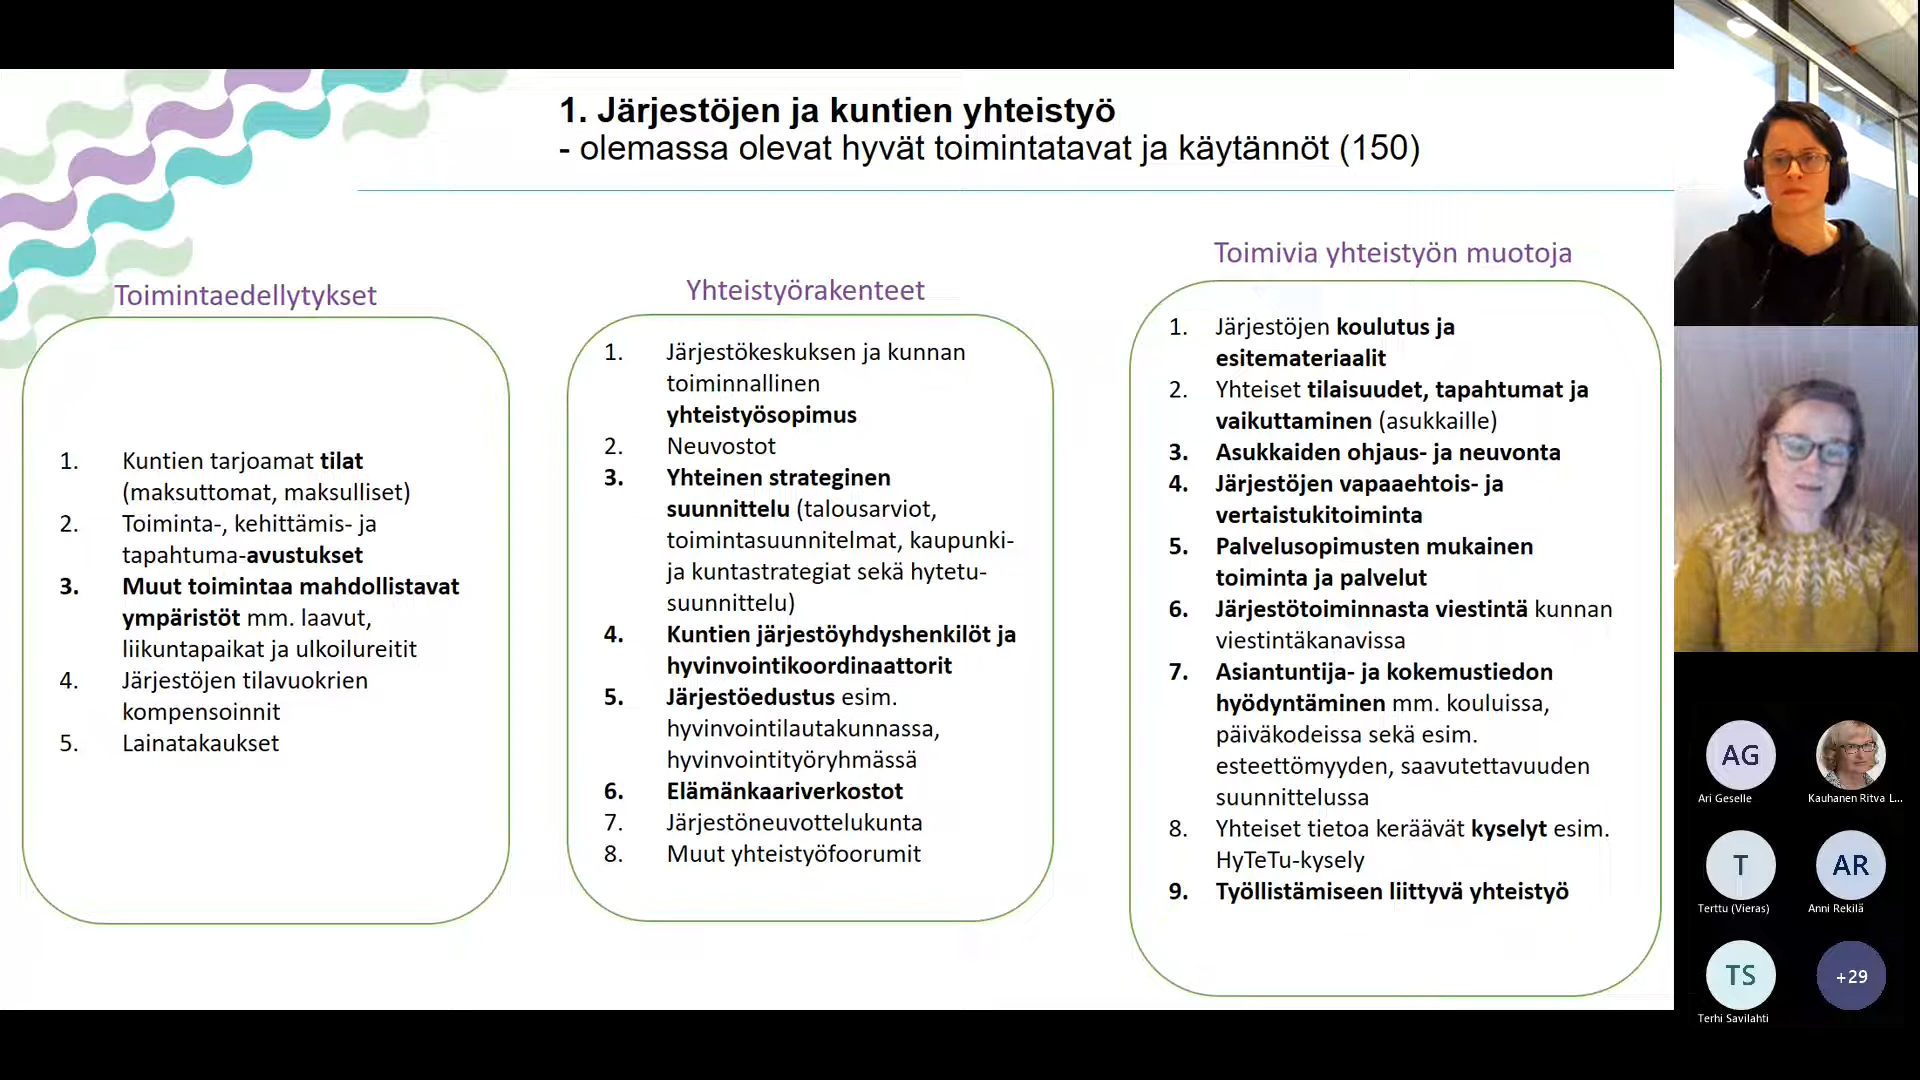 1. Järjestöjen ja kuntien yhteistyö
- olemassa olevat hyvät toimintatavat ja käytännöt (150)
Toimintaedellytykset
1. Kuntien tarjoamat tilat
(maksuttomat, maksulliset)
2. Toiminta-, kehittämis- ja
tapahtuma-avustukset
3. Muut toimintaa mahdollistavat
ympäristöt mm. laavut,
liikuntapaikat ja ulkoilureitit
4. Järjestöjen tilavuokrien
kompensoinnit
5. Lainatakaukset
Yhteistyörakenteet
1. Järjestökeskuksen ja kunnan
toiminnallinen
yhteistyösopimus
2. Neuvostot
3. Yhteinen strateginen
suunnittelu (talousarviot,
toimintasuunnitelmat, kaupunki-
ja kuntastrategiat sekä hytetu-
suunnittelu)
4. Kuntien järjestöyhdyshenkilöt ja
hyvinvointikoordinaattorit
5. Järjestöedustus esim.
hyvinvointilautakunnassa,
hyvinvointityöryhmässä
6. Elämänkaariverkostot
7. Järjestöneuvottelukunta
8. Muut yhteistyöfoorumit
Toimivia yhteistyön muotoja
1. Järjestöjen koulutus ja
esitemateriaalit
2. Yhteiset tilaisuudet, tapahtumat ja
vaikuttaminen (asukkaille)
3. Asukkaiden ohjaus- ja neuvonta
4. Järjestöjen vapaaehtois- ja
vertaistukitoiminta
5. Palvelusopimusten mukainen
toiminta ja palvelut
6. Järjestötoiminnasta viestintä kunnan
viestintäkanavissa
7. Asiantuntija- ja kokemustiedon
hyödyntäminen mm. kouluissa,
päiväkodeissa sekä esim.
esteettömyyden, saavutettavuuden
suunnittelussa
8. Yhteiset tietoa keräävät kyselyt esim.
HyTeTu-kysely
9. Työllistämiseen liittyvä yhteistyö
AG
Ari Geselle
Kauhanen Ritva L...
T
Terttu (Vieras)
AR
Anni Rekilä
TS
Terhi Savilahti
+29